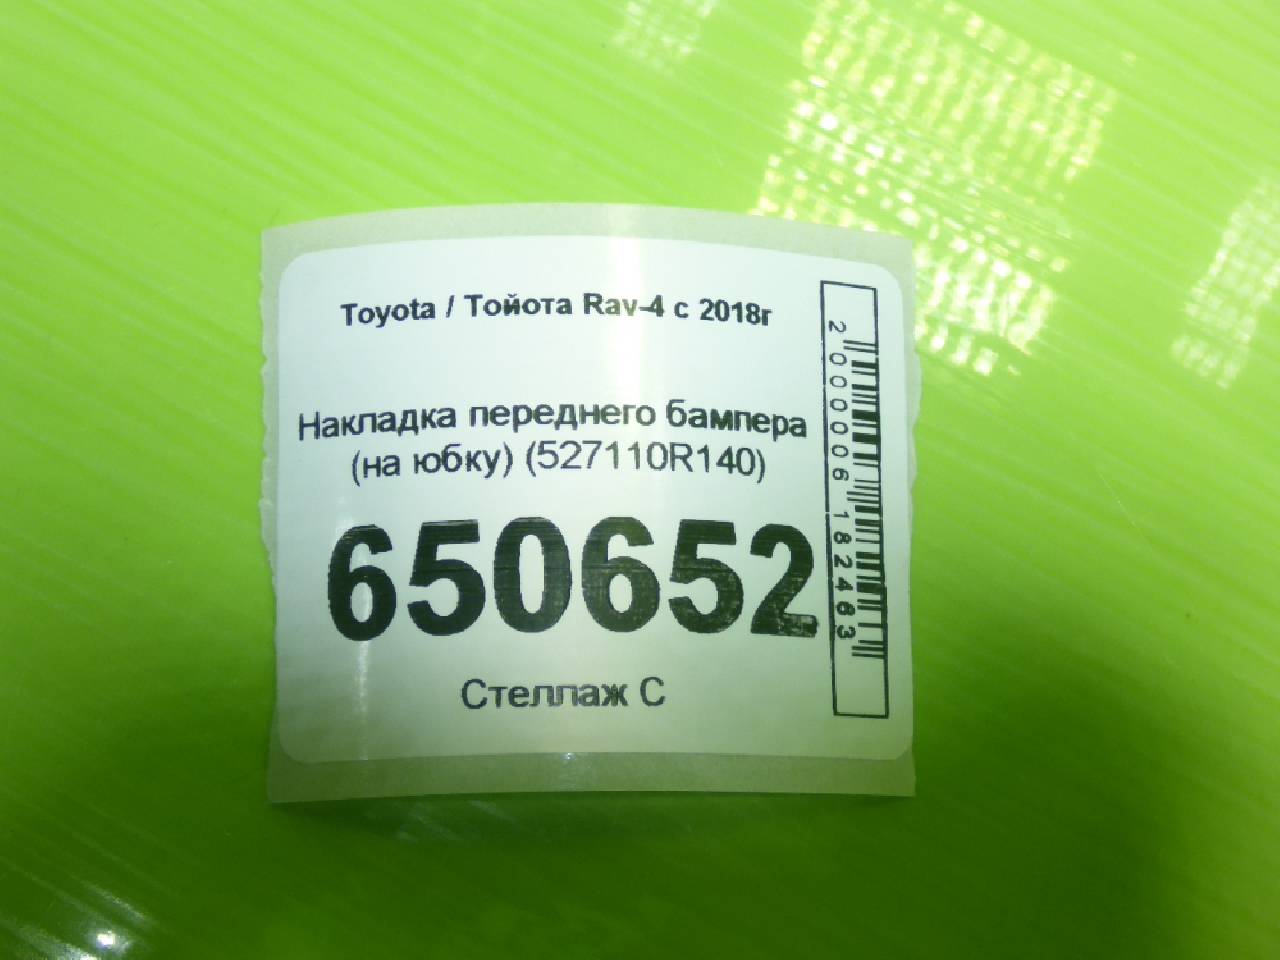 Toyota / Тойота Rav-4 с 2018г
Накладка переднего бампера
(на юбку) (527110R140)
650652
Стеллаж С
2000006182463